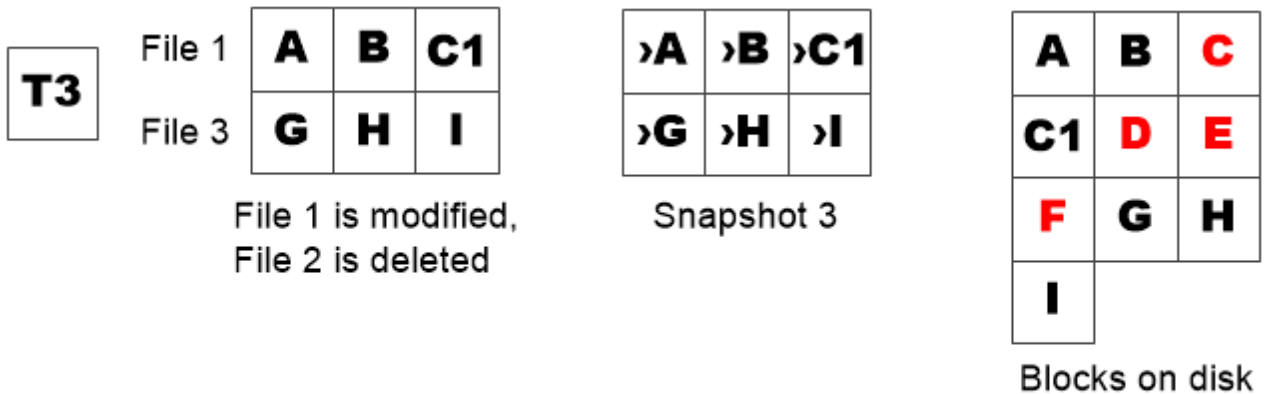 T3
File 1 A B C1
File 3 G H I
File 1 is modified,
File 2 is deleted
›A ›B ›C1
›G ›H ›I
Snapshot 3
A B C
C1 D E
F G H
I
Blocks on disk